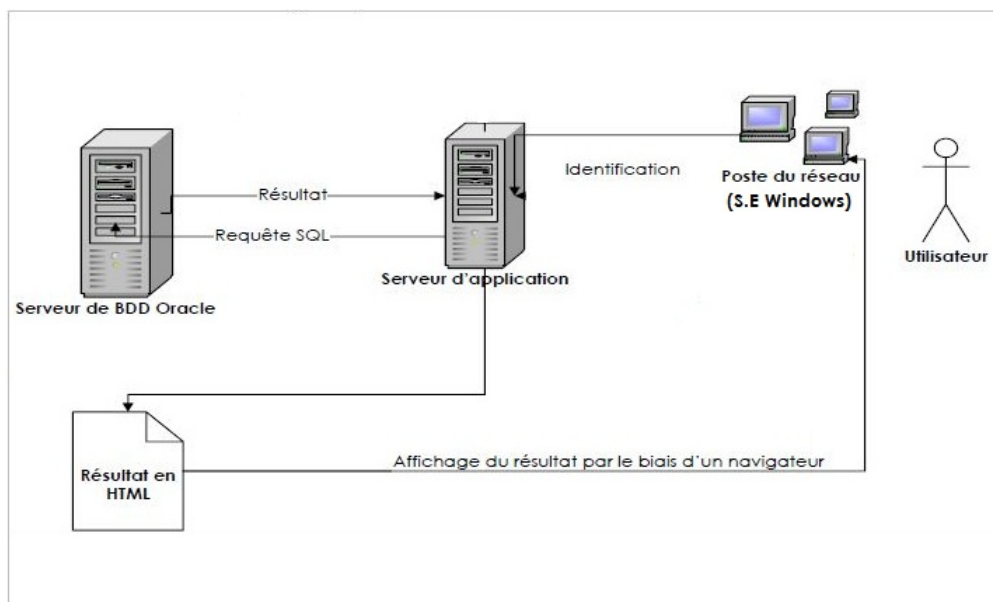 Identification
Poste du réseau
(S.E Windows)
Résultat
Requête SQL
Utilisateur
Serveur d'application
Serveur de BDD Oracle
Affichage du résultat par le biais d'un navigateur
Résultat en
HTML